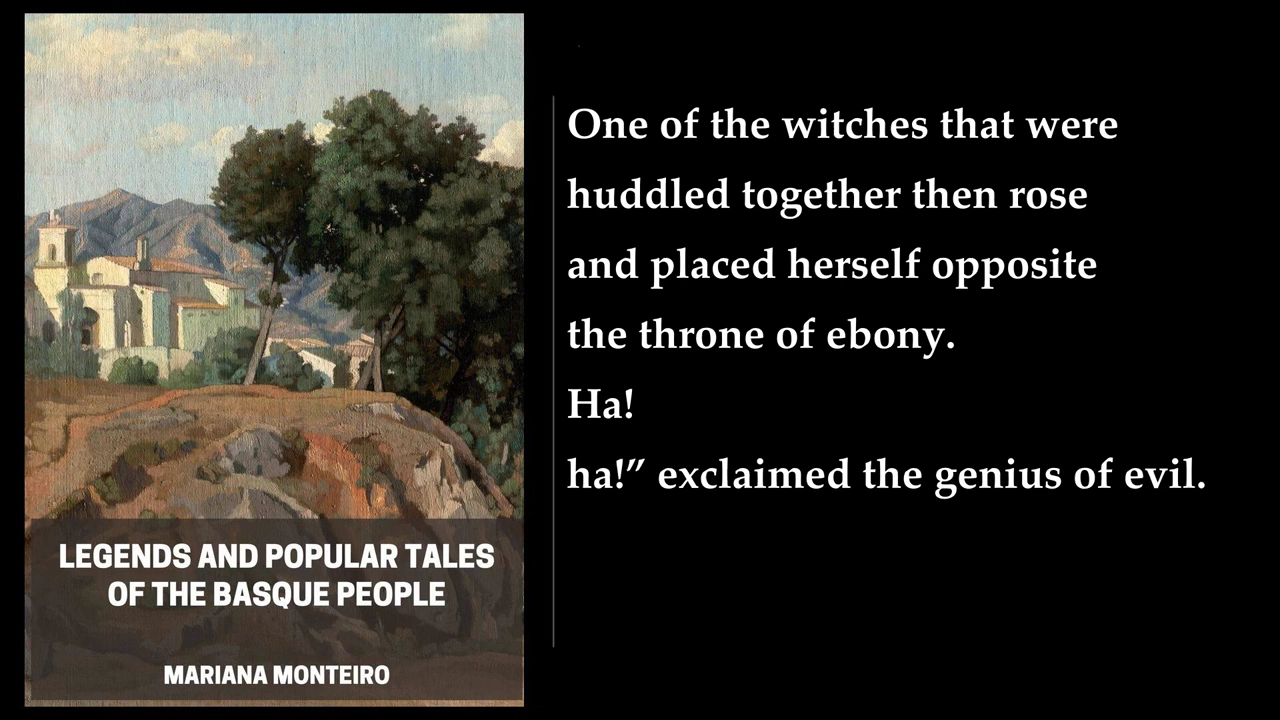 LEGENDS AND POPULAR TALES
OF THE BASQUE PEOPLE
MARIANA MONTEIRO
One of the witches that were
huddled together then rose
and placed herself opposite
the throne of ebony.
Ha!
ha!” exclaimed the genius of evil.